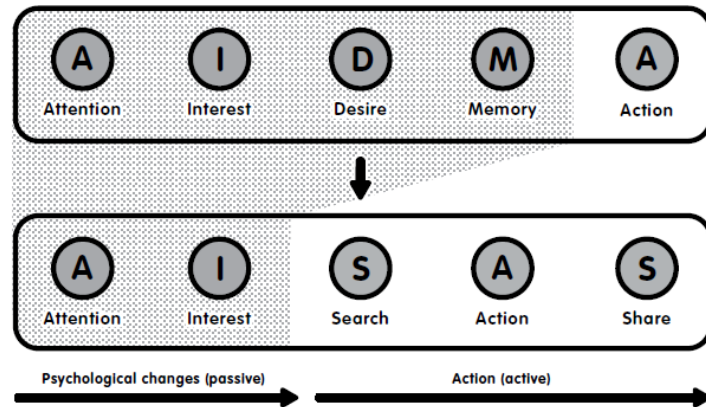 A I D M A
Attention Interest Desire Memory Action
A I S A S
Attention Interest Search Action Share
Psychological changes (passive) Action (active)